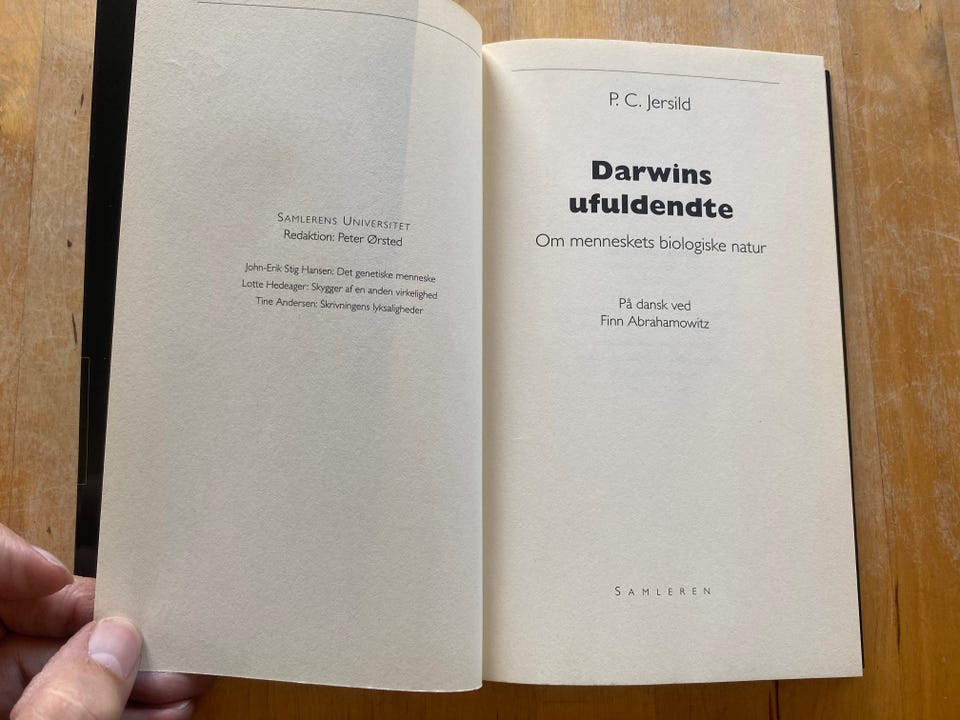 SAMLERENS UNIVERSITET
Redaktion: Peter Ørsted
John-Erik Stig Hansen: Det genetiske menneske
Lotte Hedeager: Skygger af en anden virkelighed
Tine Andersen: Skrivningens lyksaligheder
P. C. Jersild
Darwins
ufuldendte
Om menneskets biologiske natur
På dansk ved
Finn Abrahamowitz
SAMLEREN